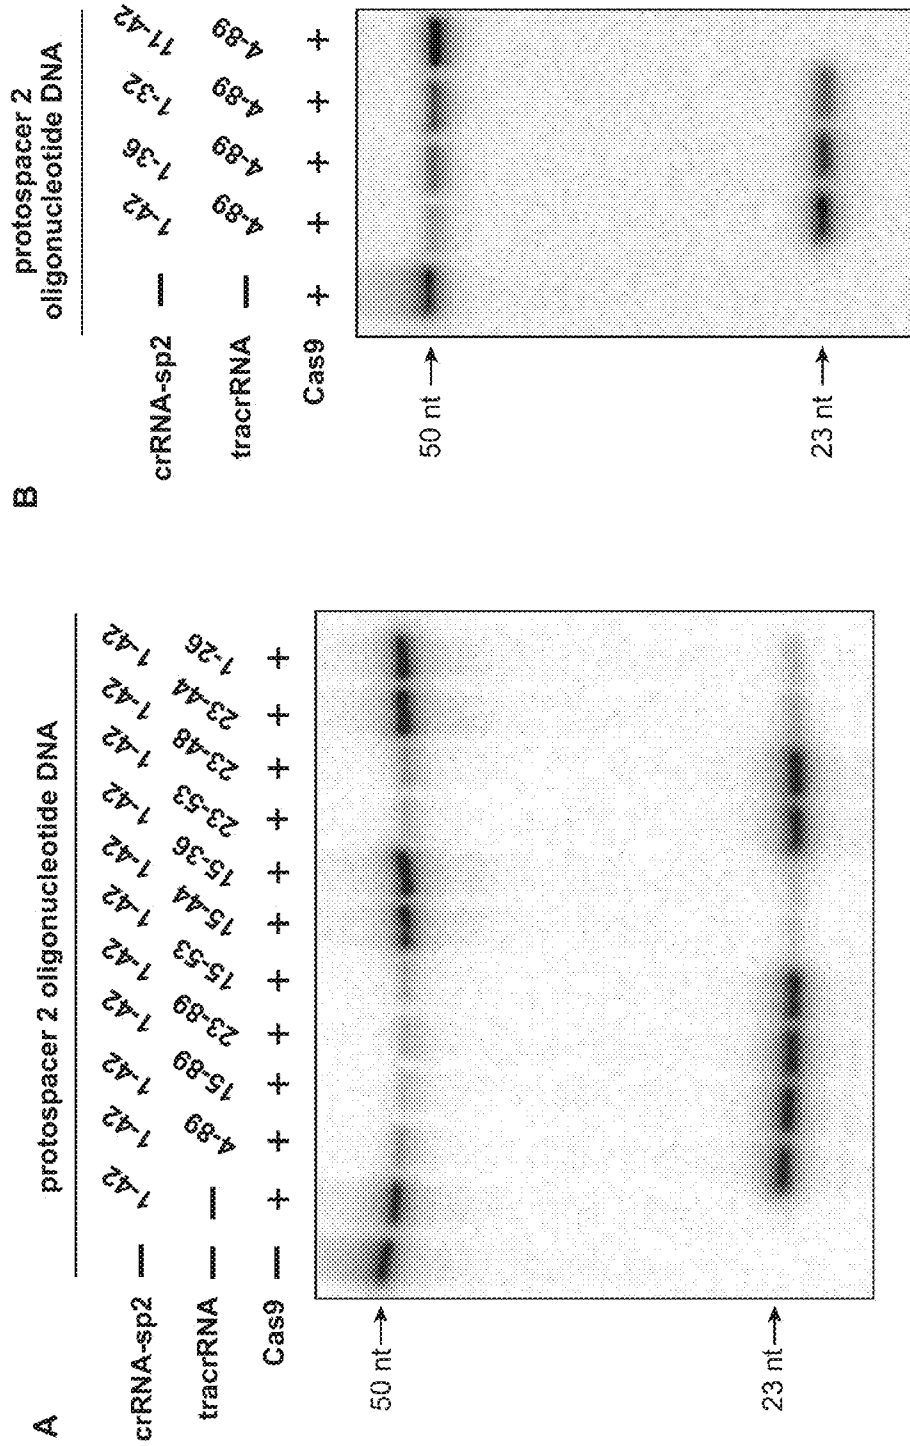 A
protospacer 2 oligonucleotide DNA
crRNA-sp2 — 1-42 1-42 1-42 1-42 1-42 1-42 1-42 1-42 1-42 1-42 1-42
tracrRNA — — 4-89 15-89 23-89 15-53 15-44 15-36 23-53 23-48 23-44 1-26
Cas9 — + + + + + + + + + + +
50 nt
23 nt
B
protospacer 2
oligonucleotide DNA
crRNA-sp2 — 1-42 1-36 1-32 11-42
tracrRNA — 4-89 4-89 4-89 4-89
Cas9 + + + + +
50 nt
23 nt